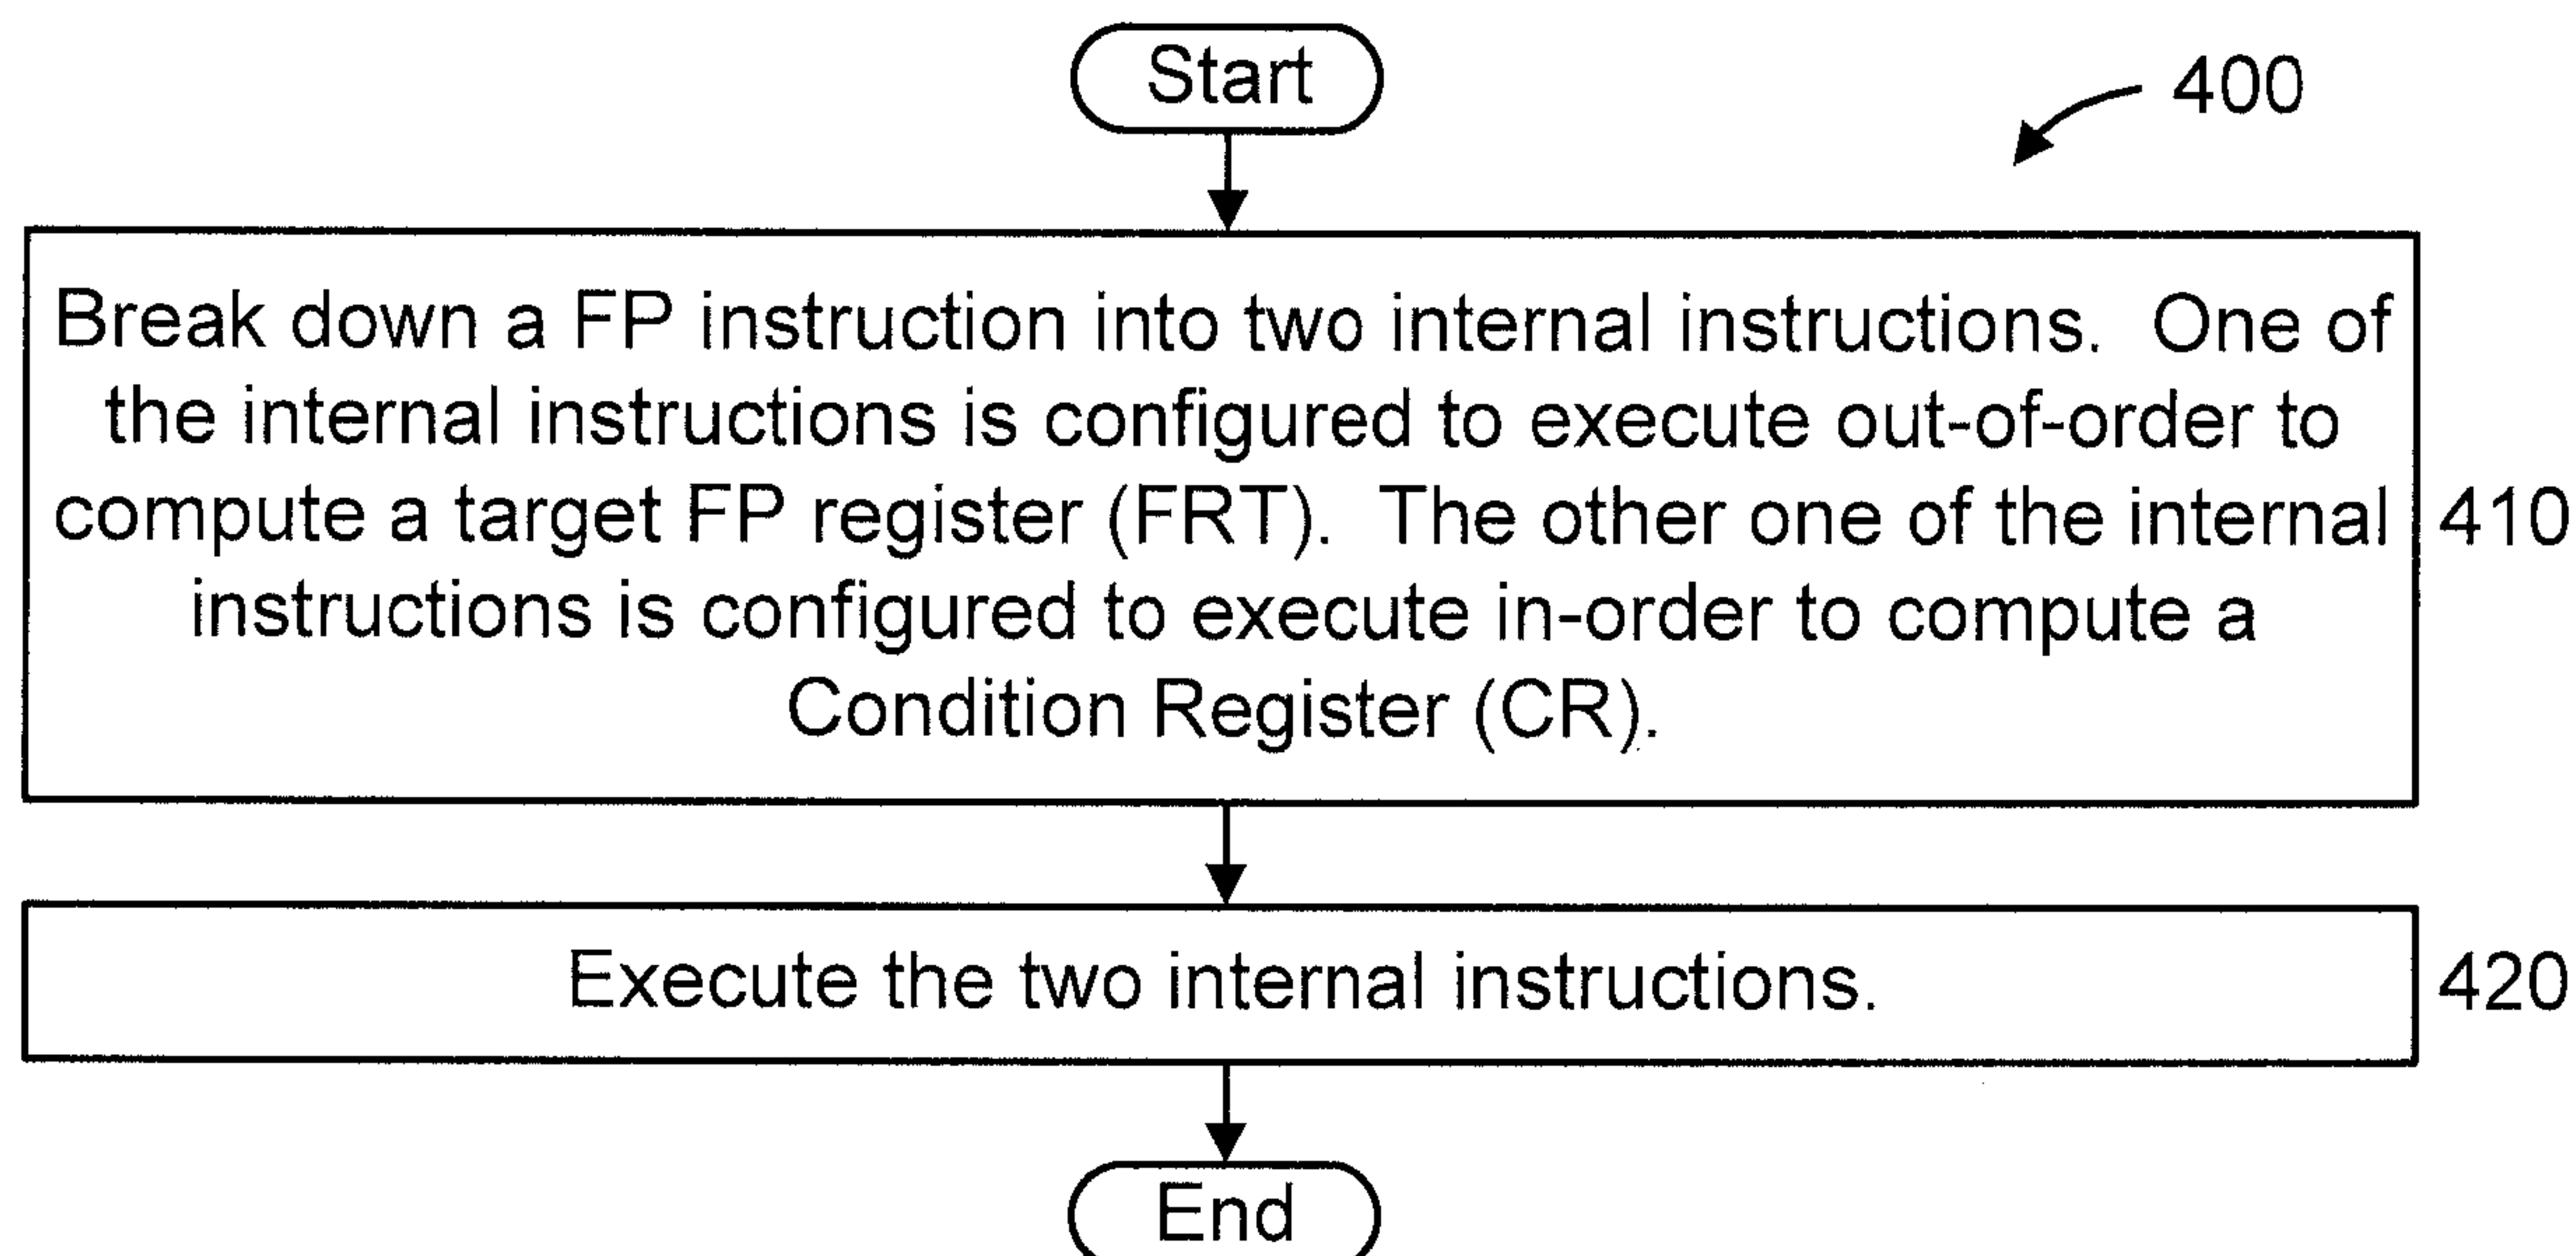 Start
400
Break down a FP instruction into two internal instructions.  One of
the internal instructions is configured to execute out-of-order to
compute a target FP register (FRT).  The other one of the internal
410
instructions is configured to execute in-order to compute a
Condition Register (CR).
Execute the two internal instructions.
420
End